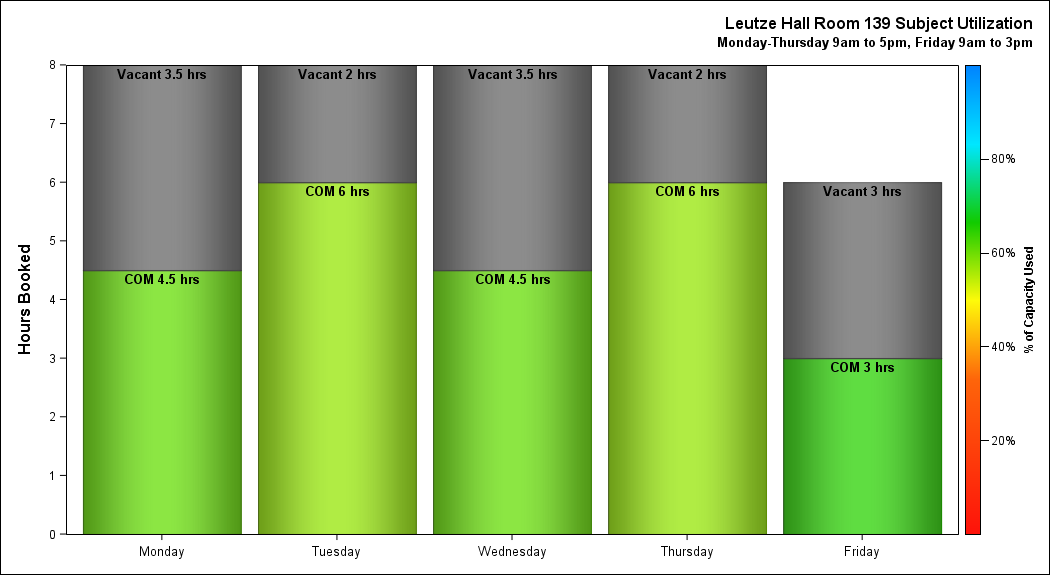 Leutze Hall Room 139 Subject Utilization
Monday-Thursday 9am to 5pm, Friday 9am to 3pm
Hours Booked
8
7
6
5
4
3
2
1
0
Vacant 3.5 hrs
COM 4.5 hrs
Vacant 2 hrs
COM 6 hrs
Vacant 3.5 hrs
COM 4.5 hrs
Vacant 2 hrs
COM 6 hrs
Vacant 3 hrs
COM 3 hrs
Monday
Tuesday
Wednesday
Thursday
Friday
80%
60%
40%
20%
% of Capacity Used